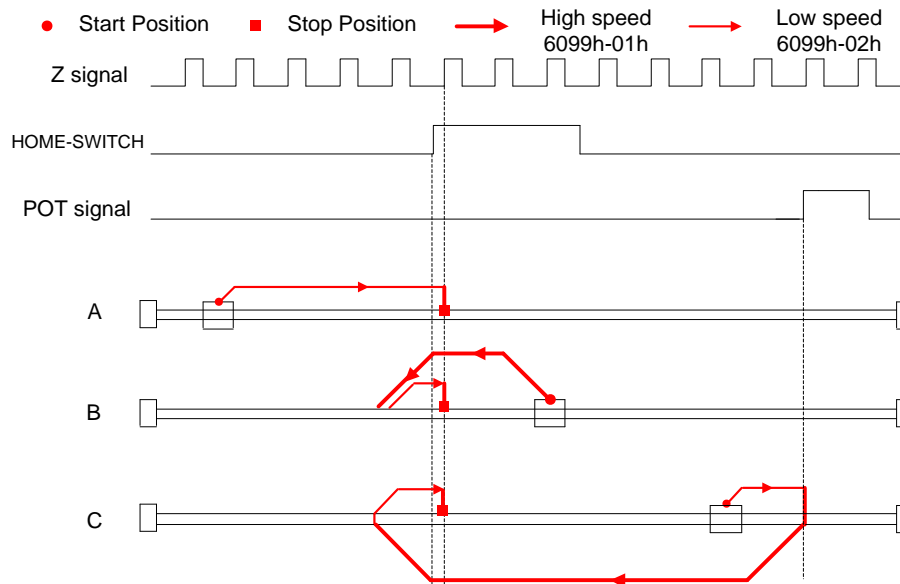 Start Position
Stop Position
High speed
6099h-01h
Low speed
6099h-02h
Z signal
HOME-SWITCH
POT signal
A
B
C